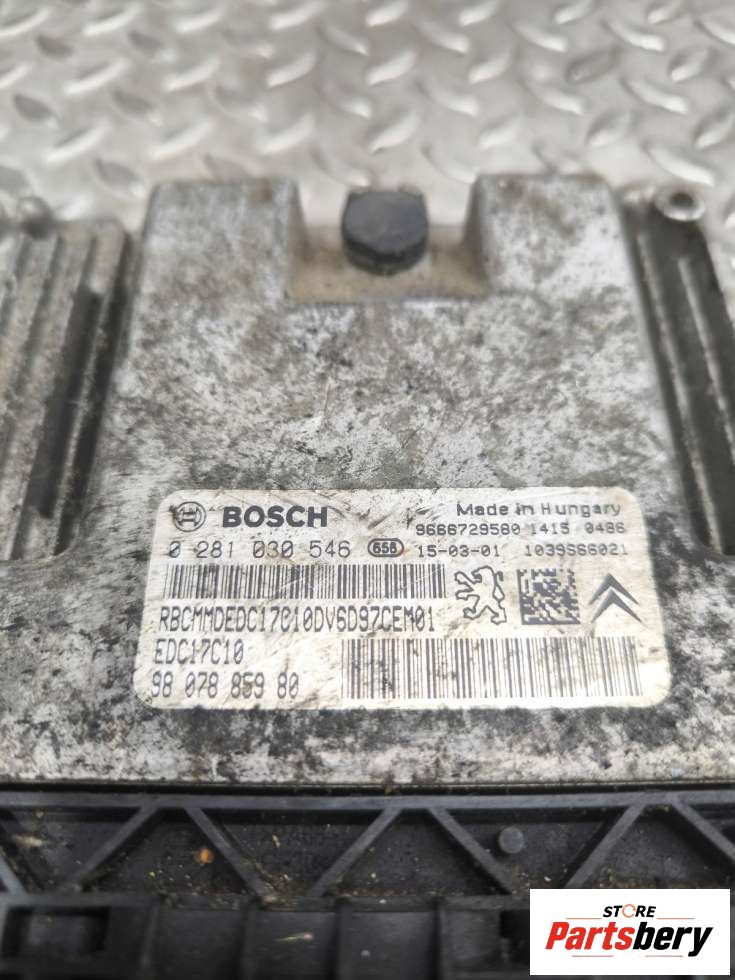 BOSCH
Made in Hungary
9666729580 1415 0486
0 281 030 546 656 15-03-01 1039S66021
RBCMMDEDC17C10DV6D97CEM01
EDC17C10
98 078 859 80
STORE
Partsbery